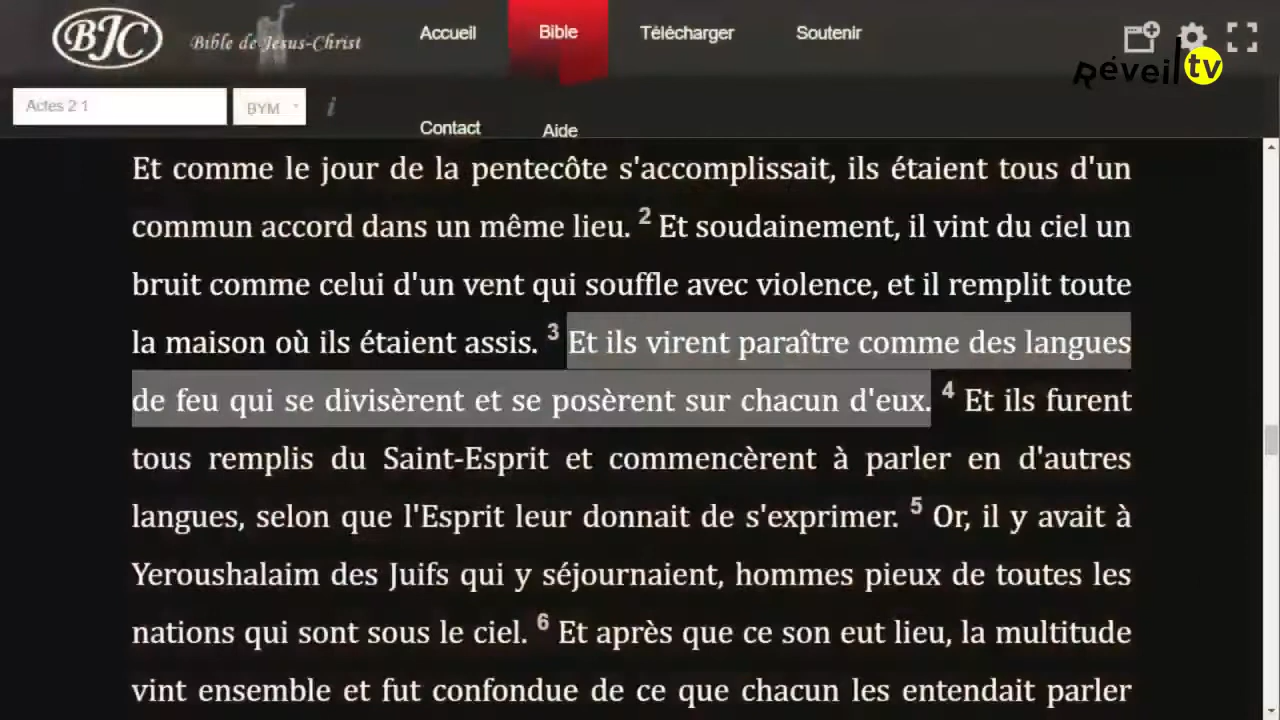 BJC Bible de Jesus-Christ Accueil Bible Télécharger Soutenir
Réveil tv
Actes 2 1 BYM i Contact Aide
Et comme le jour de la pentecôte s'accomplissait, ils étaient tous d'un
commun accord dans un même lieu. 2 Et soudainement, il vint du ciel un
bruit comme celui d'un vent qui souffle avec violence, et il remplit toute
la maison où ils étaient assis. 3 Et ils virent paraître comme des langues
de feu qui se divisèrent et se posèrent sur chacun d'eux. 4 Et ils furent
tous remplis du Saint-Esprit et commencèrent à parler en d'autres
langues, selon que l'Esprit leur donnait de s'exprimer. 5 Or, il y avait à
Yeroushalaim des Juifs qui y séjournaient, hommes pieux de toutes les
nations qui sont sous le ciel. 6 Et après que ce son eut lieu, la multitude
vint ensemble et fut confondue de ce que chacun les entendait parler